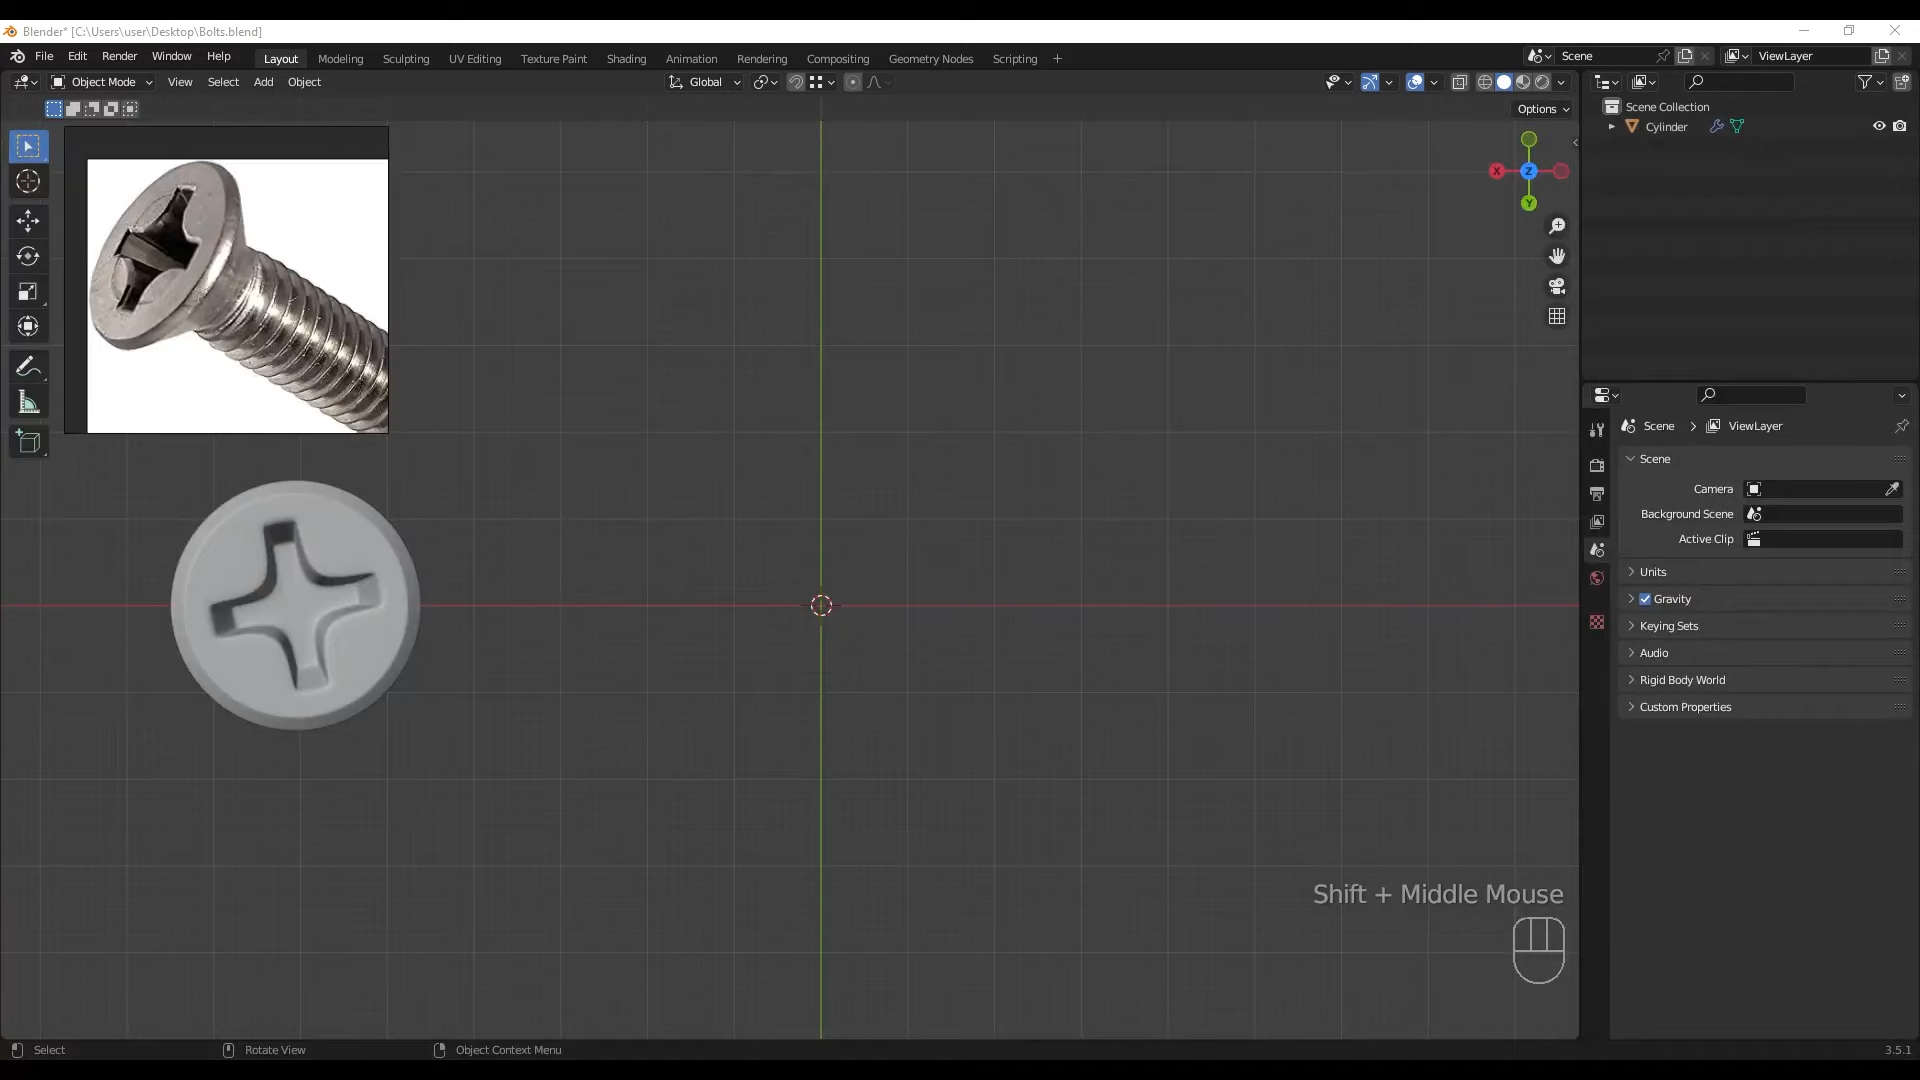 Blender* [C:\Users\user\Desktop\Bolts.blend]
File Edit Render Window Help Layout Modeling Sculpting UV Editing Texture Paint Shading Animation Rendering Compositing Geometry Nodes Scripting + Scene ViewLayer
Object Mode View Select Add Object Global
Options
Scene Collection
Cylinder
X
Z
Y
Scene > ViewLayer
Scene
Camera
Background Scene
Active Clip
Units
Gravity
Keying Sets
Audio
Rigid Body World
Custom Properties
Shift + Middle Mouse
Select Rotate View Object Context Menu 3.5.1